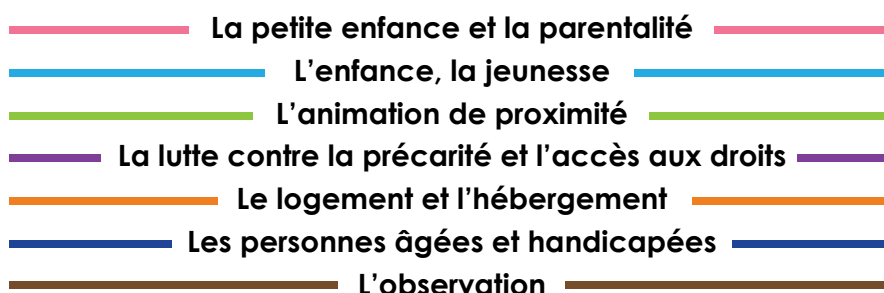 La petite enfance et la parentalité
L’enfance, la jeunesse
L’animation de proximité
La lutte contre la précarité et l’accès aux droits
Le logement et l’hébergement
Les personnes âgées et handicapées
L’observation